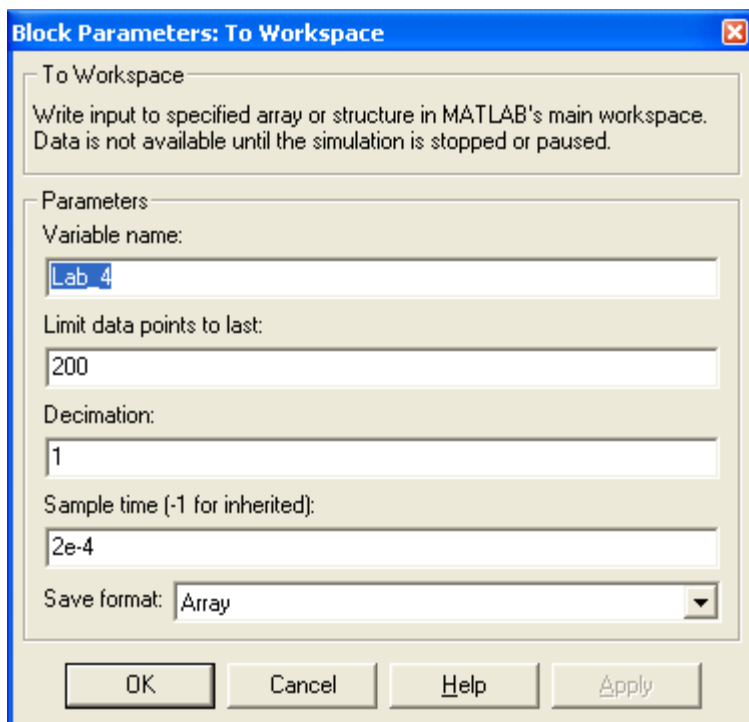 Block Parameters: To Workspace
To Workspace
Write input to specified array or structure in MATLAB's main workspace.
Data is not available until the simulation is stopped or paused.
Parameters
Variable name:
Lab_4
Limit data points to last:
200
Decimation:
1
Sample time (-1 for inherited):
2e-4
Save format: Array
OK Cancel Help Apply